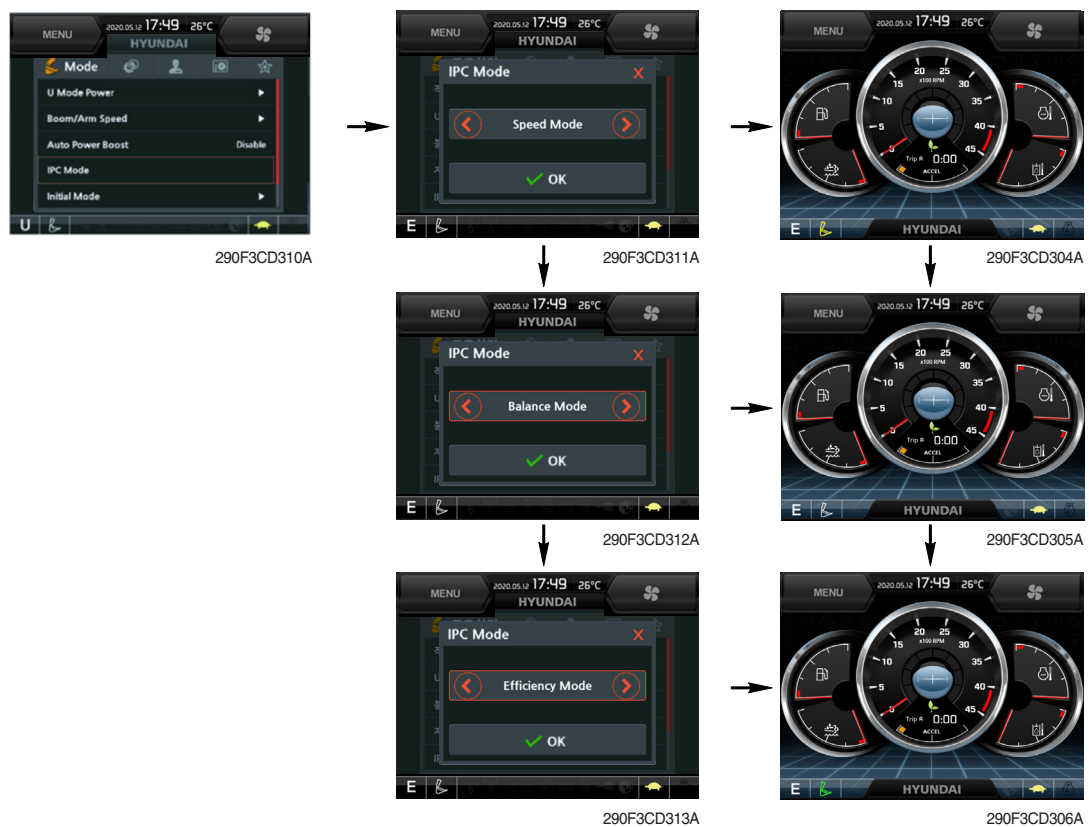 MENU
2020.05.12 17:49 26°C
HYUNDAI
Mode
U Mode Power
Boom/Arm Speed
Auto Power Boost Disable
IPC Mode
Initial Mode
U
290F3CD310A
MENU
2020.05.12 17:49 26°C
HYUNDAI
IPC Mode X
Speed Mode
OK
E
290F3CD311A
MENU
2020.05.12 17:49 26°C
0 5 10 15 20 25 30 35 40 45
x100 RPM
Trip A 0:00
ACCEL
E HYUNDAI
290F3CD304A
MENU
2020.05.12 17:49 26°C
HYUNDAI
IPC Mode X
Balance Mode
OK
E
290F3CD312A
MENU
2020.05.12 17:49 26°C
0 5 10 15 20 25 30 35 40 45
x100 RPM
Trip A 0:00
ACCEL
E HYUNDAI
290F3CD305A
MENU
2020.05.12 17:49 26°C
HYUNDAI
IPC Mode X
Efficiency Mode
OK
E
290F3CD313A
MENU
2020.05.12 17:49 26°C
0 5 10 15 20 25 30 35 40 45
x100 RPM
Trip A 0:00
ACCEL
E HYUNDAI
290F3CD306A